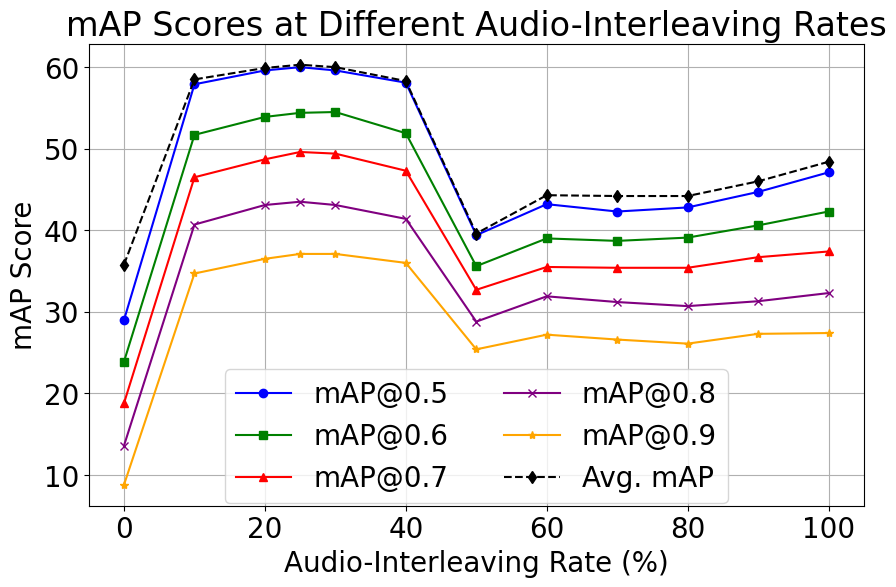 mAP Scores at Different Audio-Interleaving Rates
mAP Score
60
50
40
30
20
10
mAP@0.5
mAP@0.6
mAP@0.7
mAP@0.8
mAP@0.9
Avg. mAP
0 20 40 60 80 100
Audio-Interleaving Rate (%)